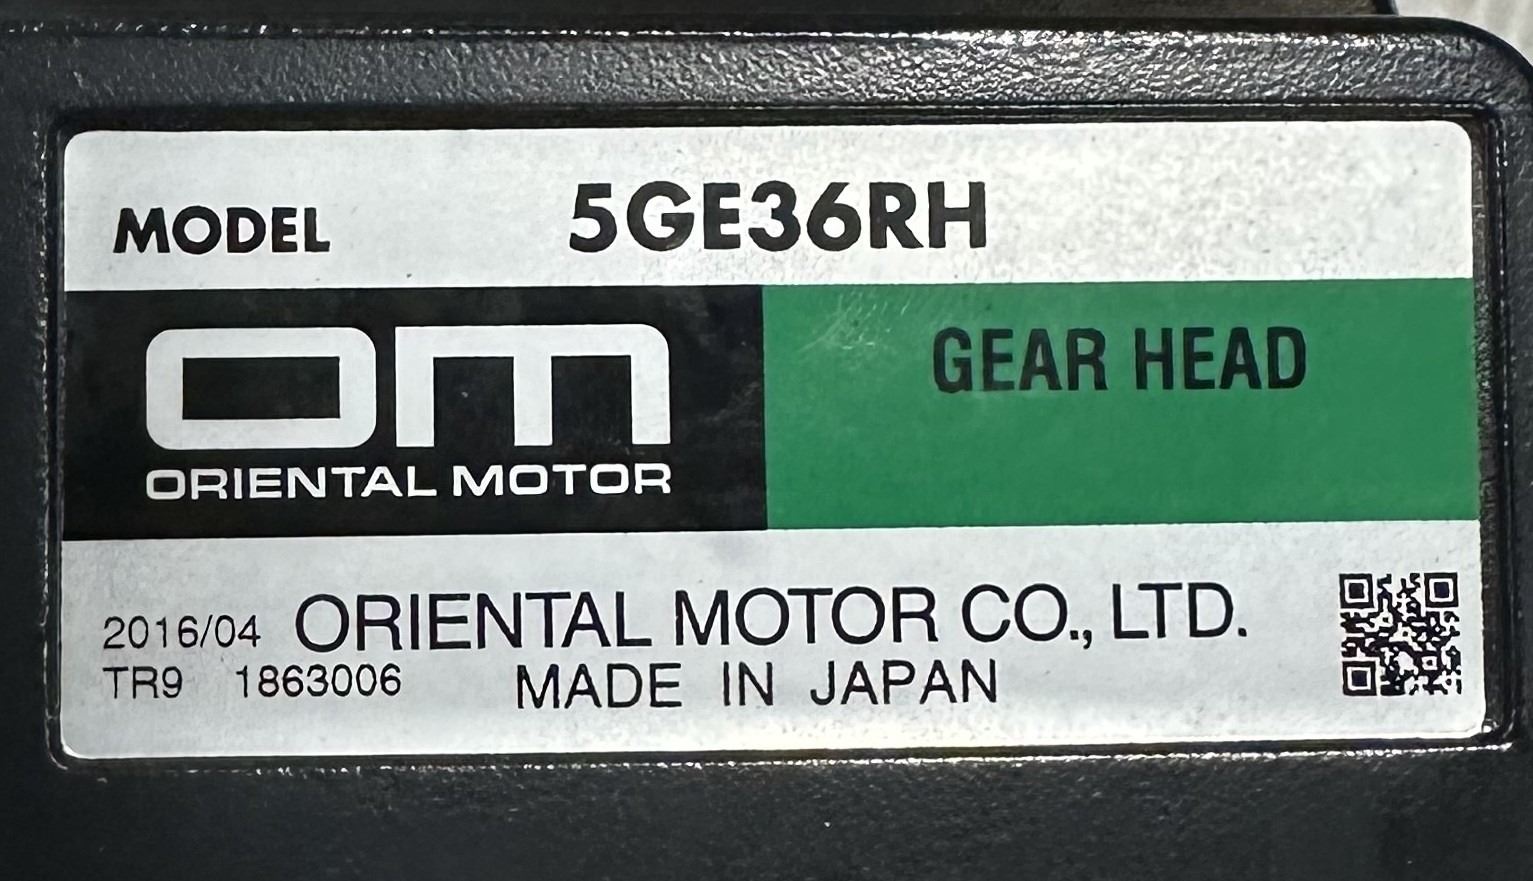 MODEL 5GE36RH
om
ORIENTAL MOTOR
GEAR HEAD
2016/04 ORIENTAL MOTOR CO., LTD.
TR9 1863006 MADE IN JAPAN